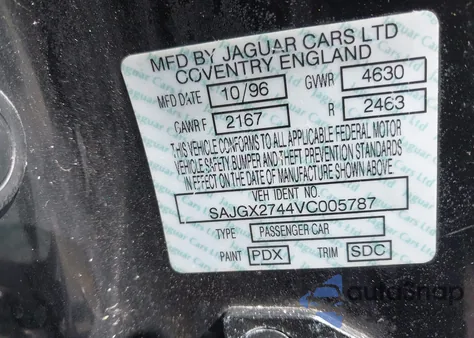 MFD BY JAGUAR CARS LTD
COVENTRY ENGLAND
MFD DATE 10/96 GVWR 4630
GAWR F 2167 R 2463
THIS VEHICLE CONFORMS TO ALL APPLICABLE FEDERAL MOTOR
VEHICLE SAFETY, BUMPER AND THEFT PREVENTION STANDARDS
IN EFFECT ON THE DATE OF MANUFACTURE SHOWN ABOVE.
VEH IDENT NO.
SAJGX2744VC005787
TYPE PASSENGER CAR
PAINT PDX TRIM SDC
autoSnap